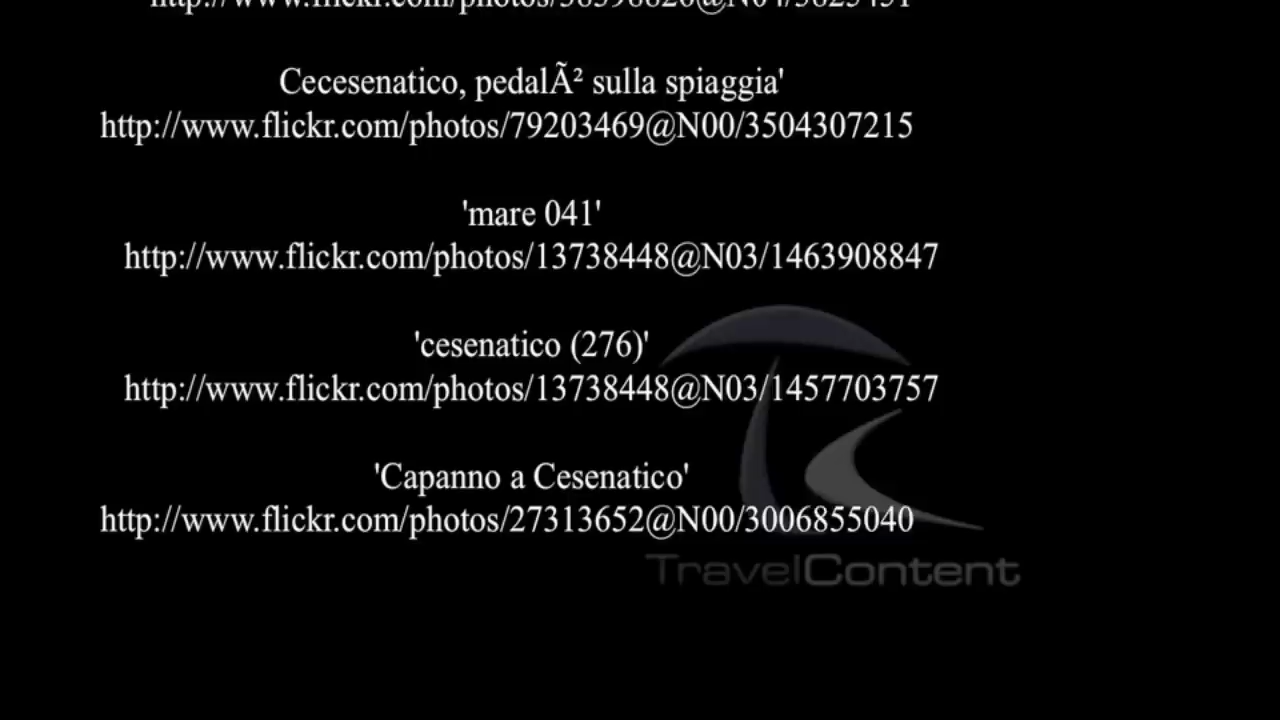 Cecesenatico, pedalÃ² sulla spiaggia'
http://www.flickr.com/photos/79203469@N00/3504307215
'mare 041'
http://www.flickr.com/photos/13738448@N03/1463908847
'cesenatico (276)'
http://www.flickr.com/photos/13738448@N03/1457703757
'Capanno a Cesenatico'
http://www.flickr.com/photos/27313652@N00/3006855040
TravelContent